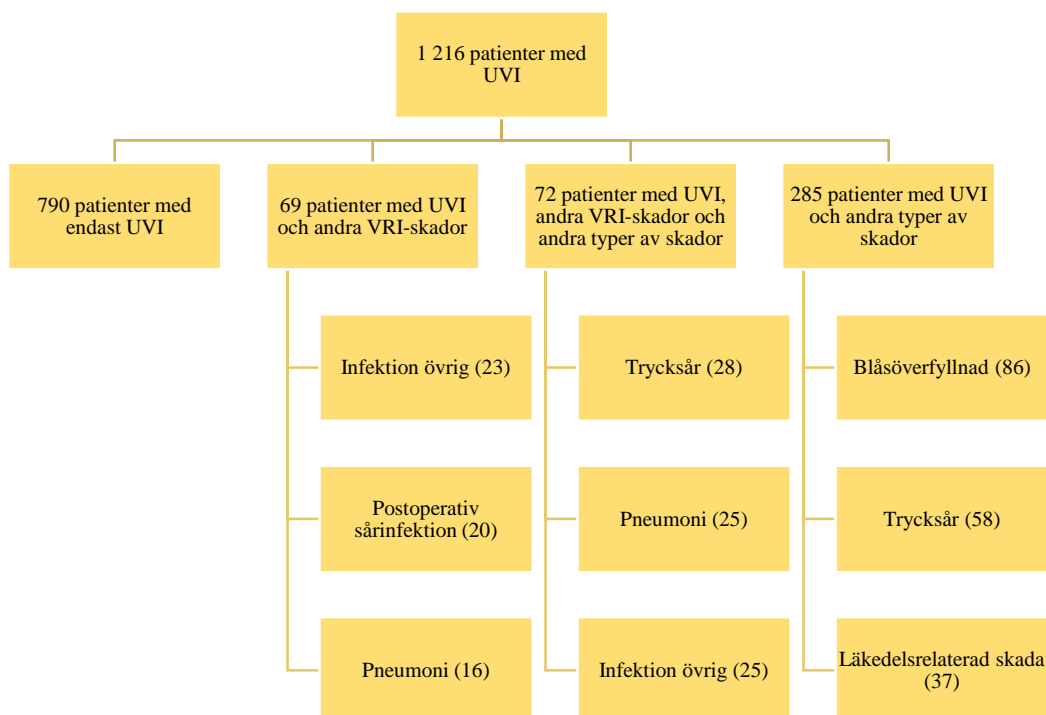 1 216 patienter med
UVI
790 patienter med
endast UVI
69 patienter med UVI
och andra VRI-skador
72 patienter med UVI,
andra VRI-skador och
andra typer av skador
285 patienter med UVI
och andra typer av
skador
Infektion övrig (23)
Trycksår (28)
Blåsöverfyllnad (86)
Postoperativ
sårinfektion (20)
Pneumoni (25)
Trycksår (58)
Pneumoni (16)
Infektion övrig (25)
Läkedelsrelaterad skada
(37)